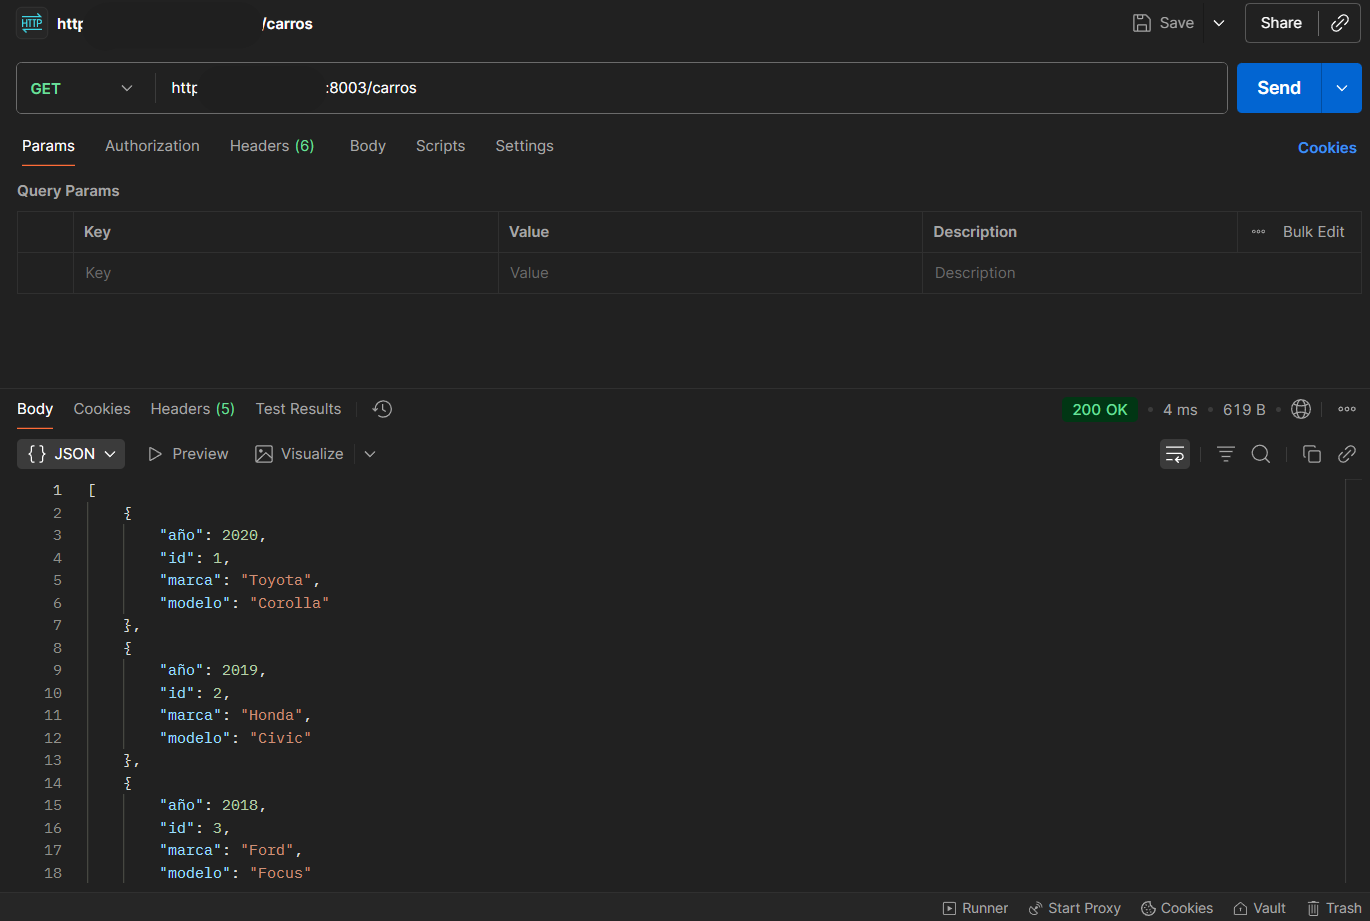 HTTP http /carros Save Share
GET http :8003/carros Send
Params Authorization Headers (6) Body Scripts Settings Cookies
Query Params
Key Value Description Bulk Edit
Key Value Description
Body Cookies Headers (5) Test Results 200 OK 4 ms 619 B
{} JSON Preview Visualize
1 [
2 {
3 "año": 2020,
4 "id": 1,
5 "marca": "Toyota",
6 "modelo": "Corolla"
7 },
8 {
9 "año": 2019,
10 "id": 2,
11 "marca": "Honda",
12 "modelo": "Civic"
13 },
14 {
15 "año": 2018,
16 "id": 3,
17 "marca": "Ford",
18 "modelo": "Focus"
Runner Start Proxy Cookies Vault Trash